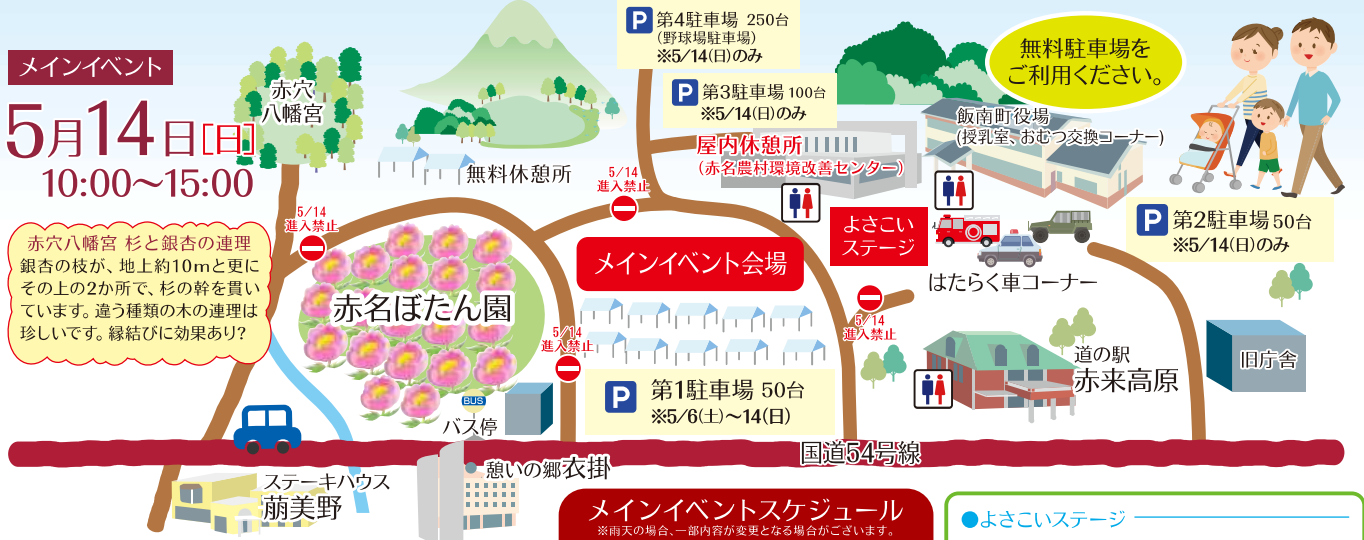 メインイベント
5月14日[日]
10:00～15:00
赤穴
八幡宮
無料休憩所
P 第4駐車場 250台
(野球場駐車場)
※5/14(日)のみ
P 第3駐車場 100台
※5/14(日)のみ
屋内休憩所
(赤名農村環境改善センター)
無料駐車場を
ご利用ください。
飯南町役場
(授乳室、おむつ交換コーナー)
P 第2駐車場 50台
※5/14(日)のみ
5/14
進入禁止
5/14
進入禁止
よさこい
ステージ
はたらく車コーナー
メインイベント会場
赤穴八幡宮 杉と銀杏の連理
銀杏の枝が、地上約10mと更に
その上の2か所で、杉の幹を貫い
ています。違う種類の木の連理は
珍しいです。縁結びに効果あり?
赤名ぼたん園
5/14
進入禁止
5/14
進入禁止
P 第1駐車場 50台
※5/6(土)～14(日)
道の駅
赤来高原
旧庁舎
BUS
バス停
国道54号線
憩いの郷衣掛
ステーキハウス
萠美野
メインイベントスケジュール
※雨天の場合、一部内容が変更となる場合がございます。
●よさこいステージ